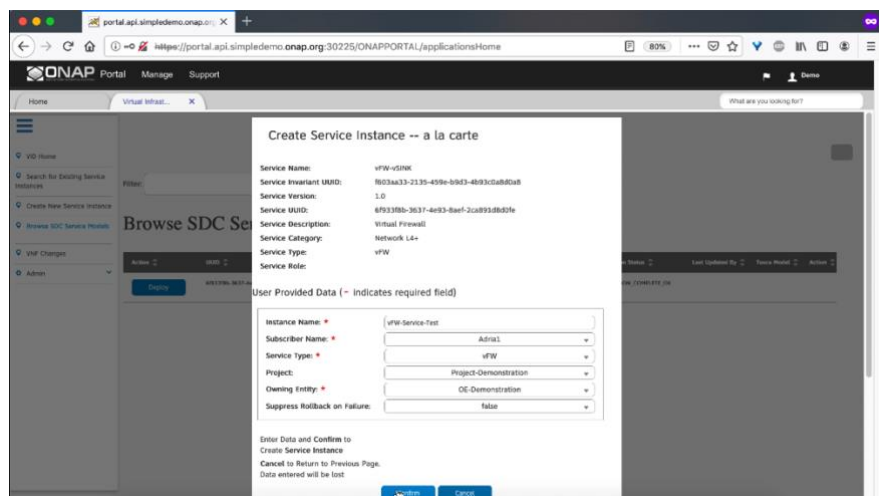 portal.api.simpledemo.onap.org X +
https://portal.api.simpledemo.onap.org:30225/ONAPPORTAL/applicationsHome 80%
ONAP Portal Manage Support Demo
Home Virtual Infrast... X What are you looking for?
VID Home
Search for Existing Service Instances
Create New Service Instance
Browse SDC Service Models
VNF Changes
Admin
Filter:
Browse SDC Ser
Action UUID
Status Last Updated By Tosca Model Action
Deploy
Create Service Instance -- a la carte
Service Name: vFW-vSINK
Service Invariant UUID: f603aa33-2135-459e-b9d3-4b93c0a8d0a8
Service Version: 1.0
Service UUID: 6f933f8b-3637-4e93-8aef-2ca893d8d0fe
Service Description: Virtual Firewall
Service Category: Network L4+
Service Type: vFW
Service Role:
User Provided Data (* indicates required field)
Instance Name: * vFW-Service-Test
Subscriber Name: * Adria1
Service Type: * vFW
Project: Project-Demonstration
Owning Entity: * OE-Demonstration
Suppress Rollback on Failure: false
Enter Data and Confirm to
Create Service Instance
Cancel to Return to Previous Page.
Data entered will be lost
Confirm Cancel